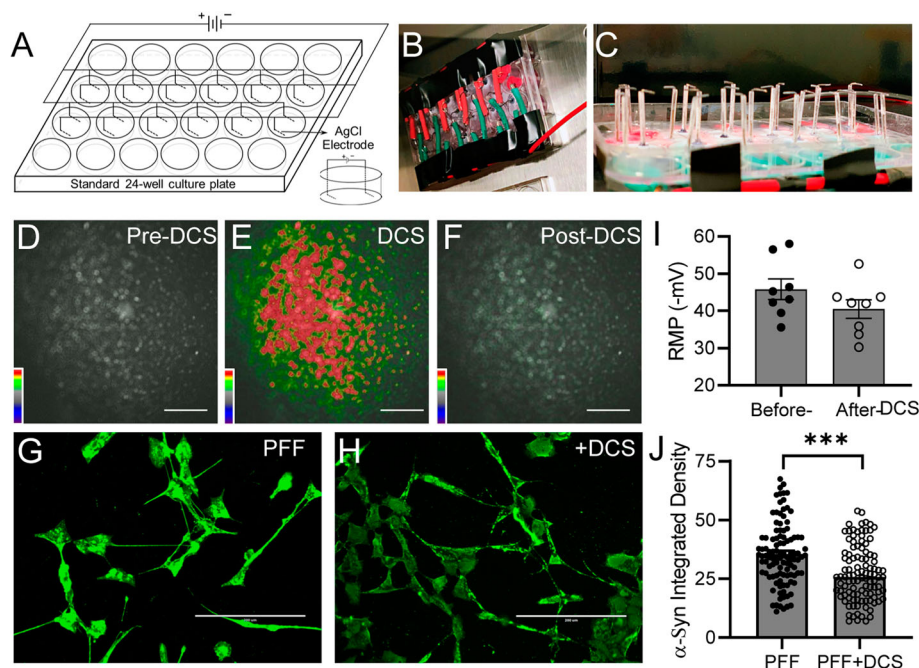 A
+ −
AgCl
Electrode
+ −
Standard 24-well culture plate
B
C
D
Pre-DCS
E
DCS
F
Post-DCS
I
RMP (-mV)
60
50
40
30
20
Before-
After-DCS
G
PFF
H
+DCS
J
***
α-Syn Integrated Density
75
50
25
0
PFF
PFF+DCS